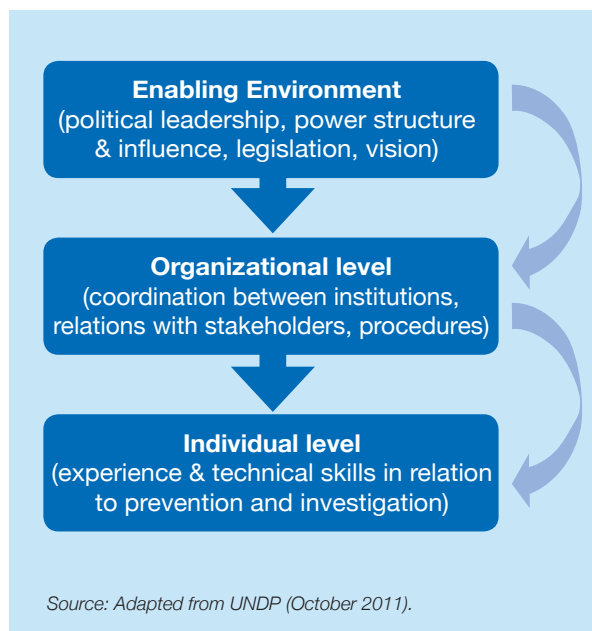 Enabling Environment
(political leadership, power structure
& influence, legislation, vision)
Organizational level
(coordination between institutions,
relations with stakeholders, procedures)
Individual level
(experience & technical skills in relation
to prevention and investigation)
Source: Adapted from UNDP (October 2011).